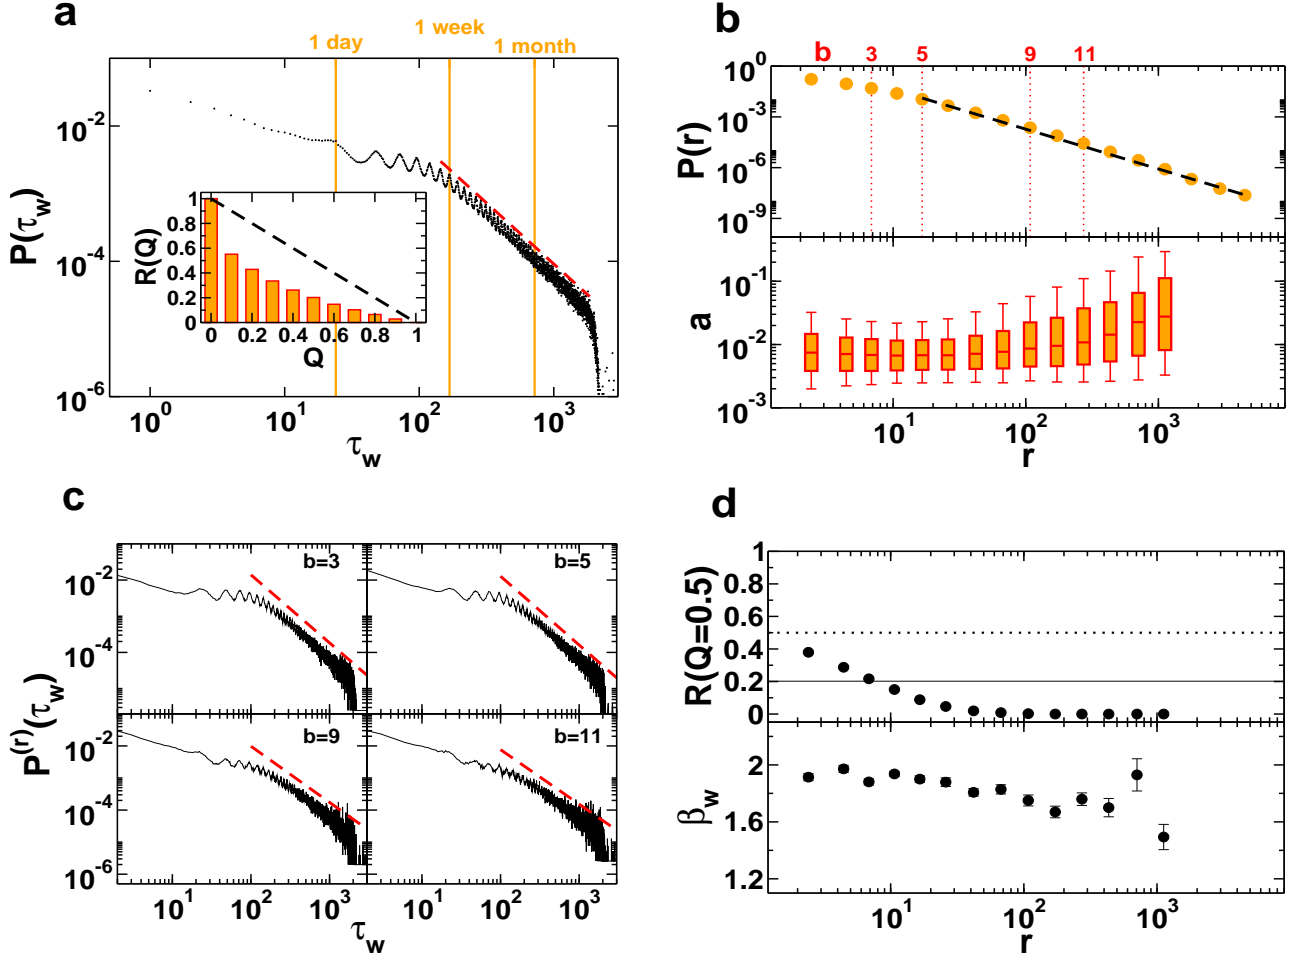 a
1 day
1 week
1 month
10^-2
10^-4
10^-6
P(τ_w)
10^0
10^1
10^2
10^3
τ_w
1
0.8
0.6
0.4
0.2
0
R(Q)
0 0.2 0.4 0.6 0.8 1
Q
b
b 3 5 9 11
10^0
10^-3
10^-6
10^-9
P(r)
10^-1
10^-2
10^-3
a
10^1 10^2 10^3
r
c
b=3
b=5
10^-2
10^-4
b=9
b=11
10^-2
10^-4
10^-6
P^(r)(τ_w)
10^1 10^2 10^3 10^1 10^2 10^3
τ_w
d
1
0.8
0.6
0.4
0.2
0
R(Q=0.5)
2
1.6
1.2
β_w
10^1 10^2 10^3
r